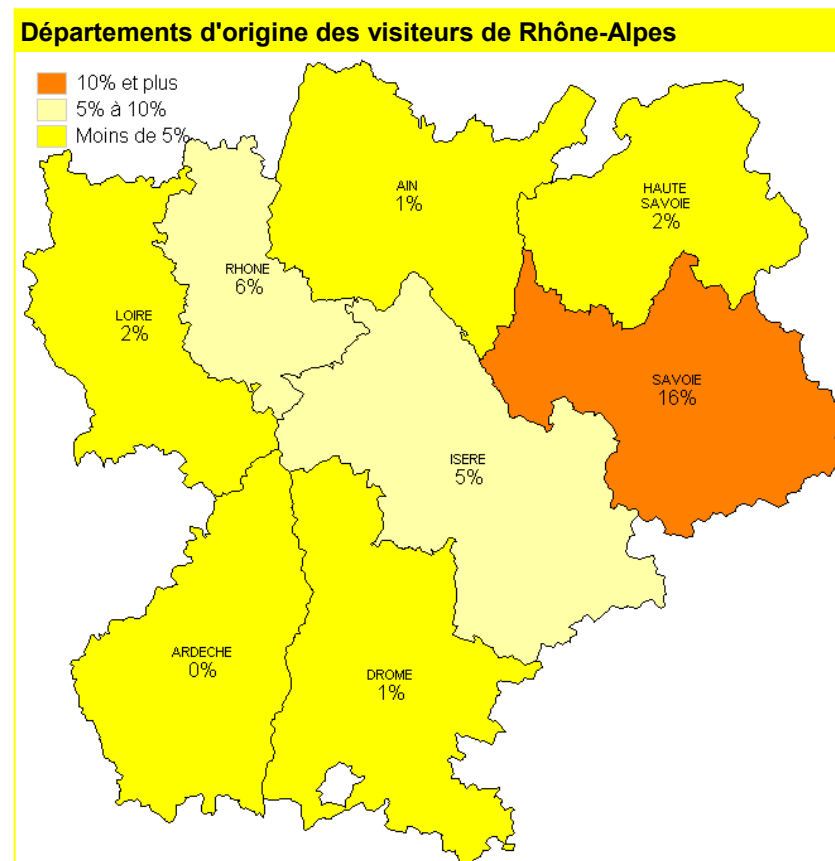 Départements d'origine des visiteurs de Rhône-Alpes
10% et plus
5% à 10%
Moins de 5%
AIN
1%
HAUTE
SAVOIE
2%
RHONE
6%
LOIRE
2%
SAVOIE
16%
ISERE
5%
ARDECHE
0%
DROME
1%